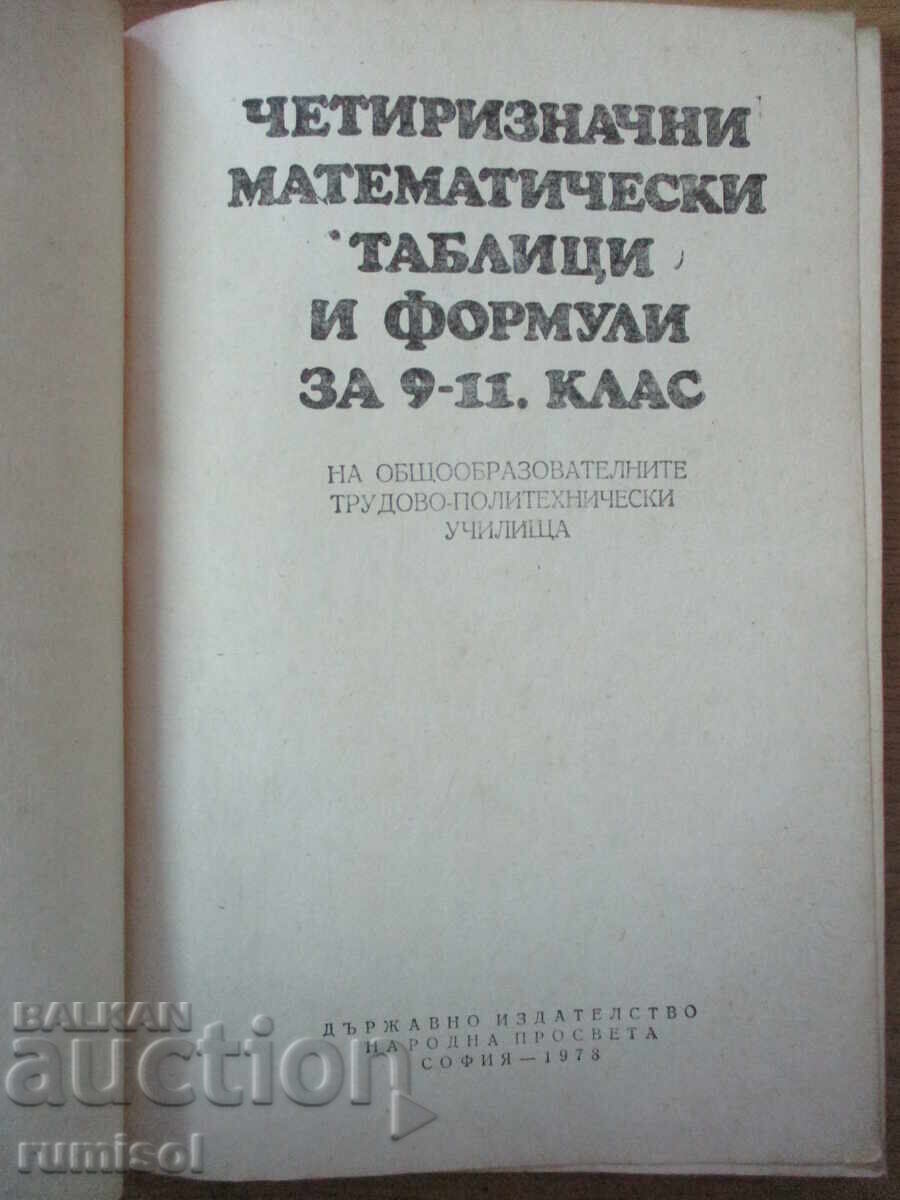 ЧЕТИРИЗНАЧНИ
МАТЕМАТИЧЕСКИ
ТАБЛИЦИ
И ФОРМУЛИ
ЗА 9-11. КЛАС
НА ОБЩООБРАЗОВАТЕЛНИТЕ
ТРУДОВО-ПОЛИТЕХНИЧЕСКИ
УЧИЛИЩА
ДЪРЖАВНО ИЗДАТЕЛСТВО
НАРОДНА ПРОСВЕТА
СОФИЯ — 1978
BALKAN
auction
rumisol